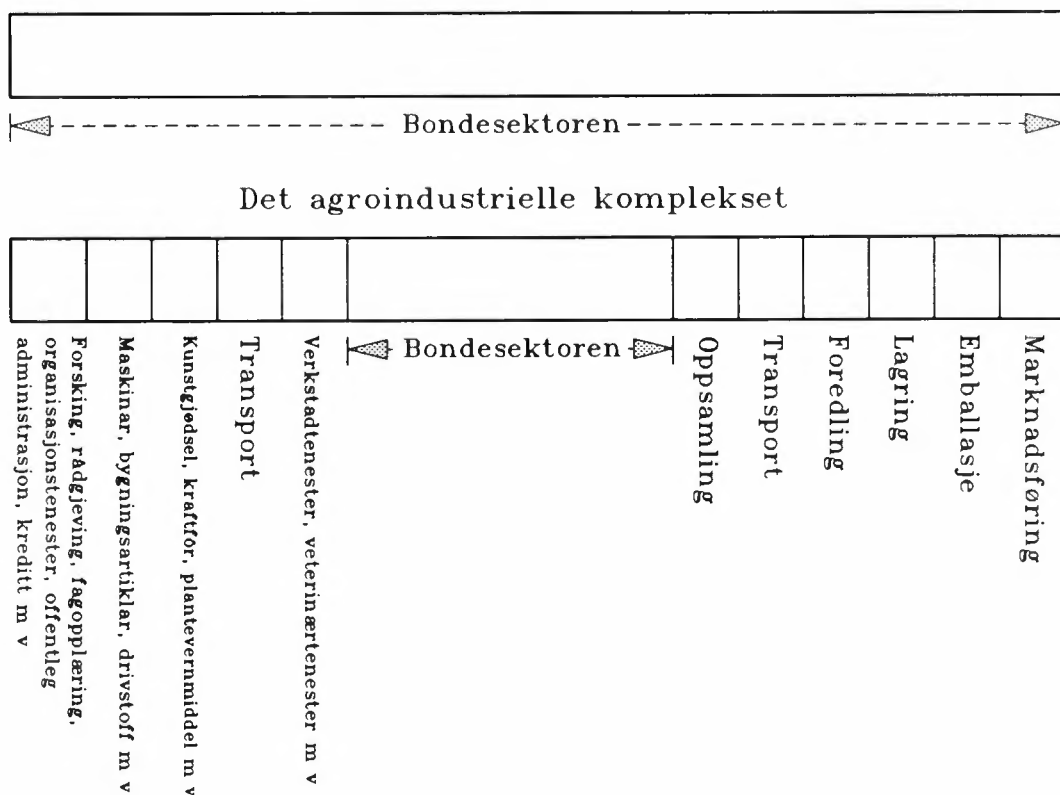 Bondesektoren
Det agroindustrielle komplekset
Forsking, rådgjeving, fagopplæring,
organisasjonstenester, offentleg
administrasjon, kreditt m v
Maskinar, bygningsartiklar, drivstoff m v
Kunstgjødsel, kraftfôr, plantevernmiddel m v
Transport
Verkstadtenester, veterinærtenester m v
Bondesektoren
Oppsamling
Transport
Foredling
Lagring
Emballasje
Marknadsføring